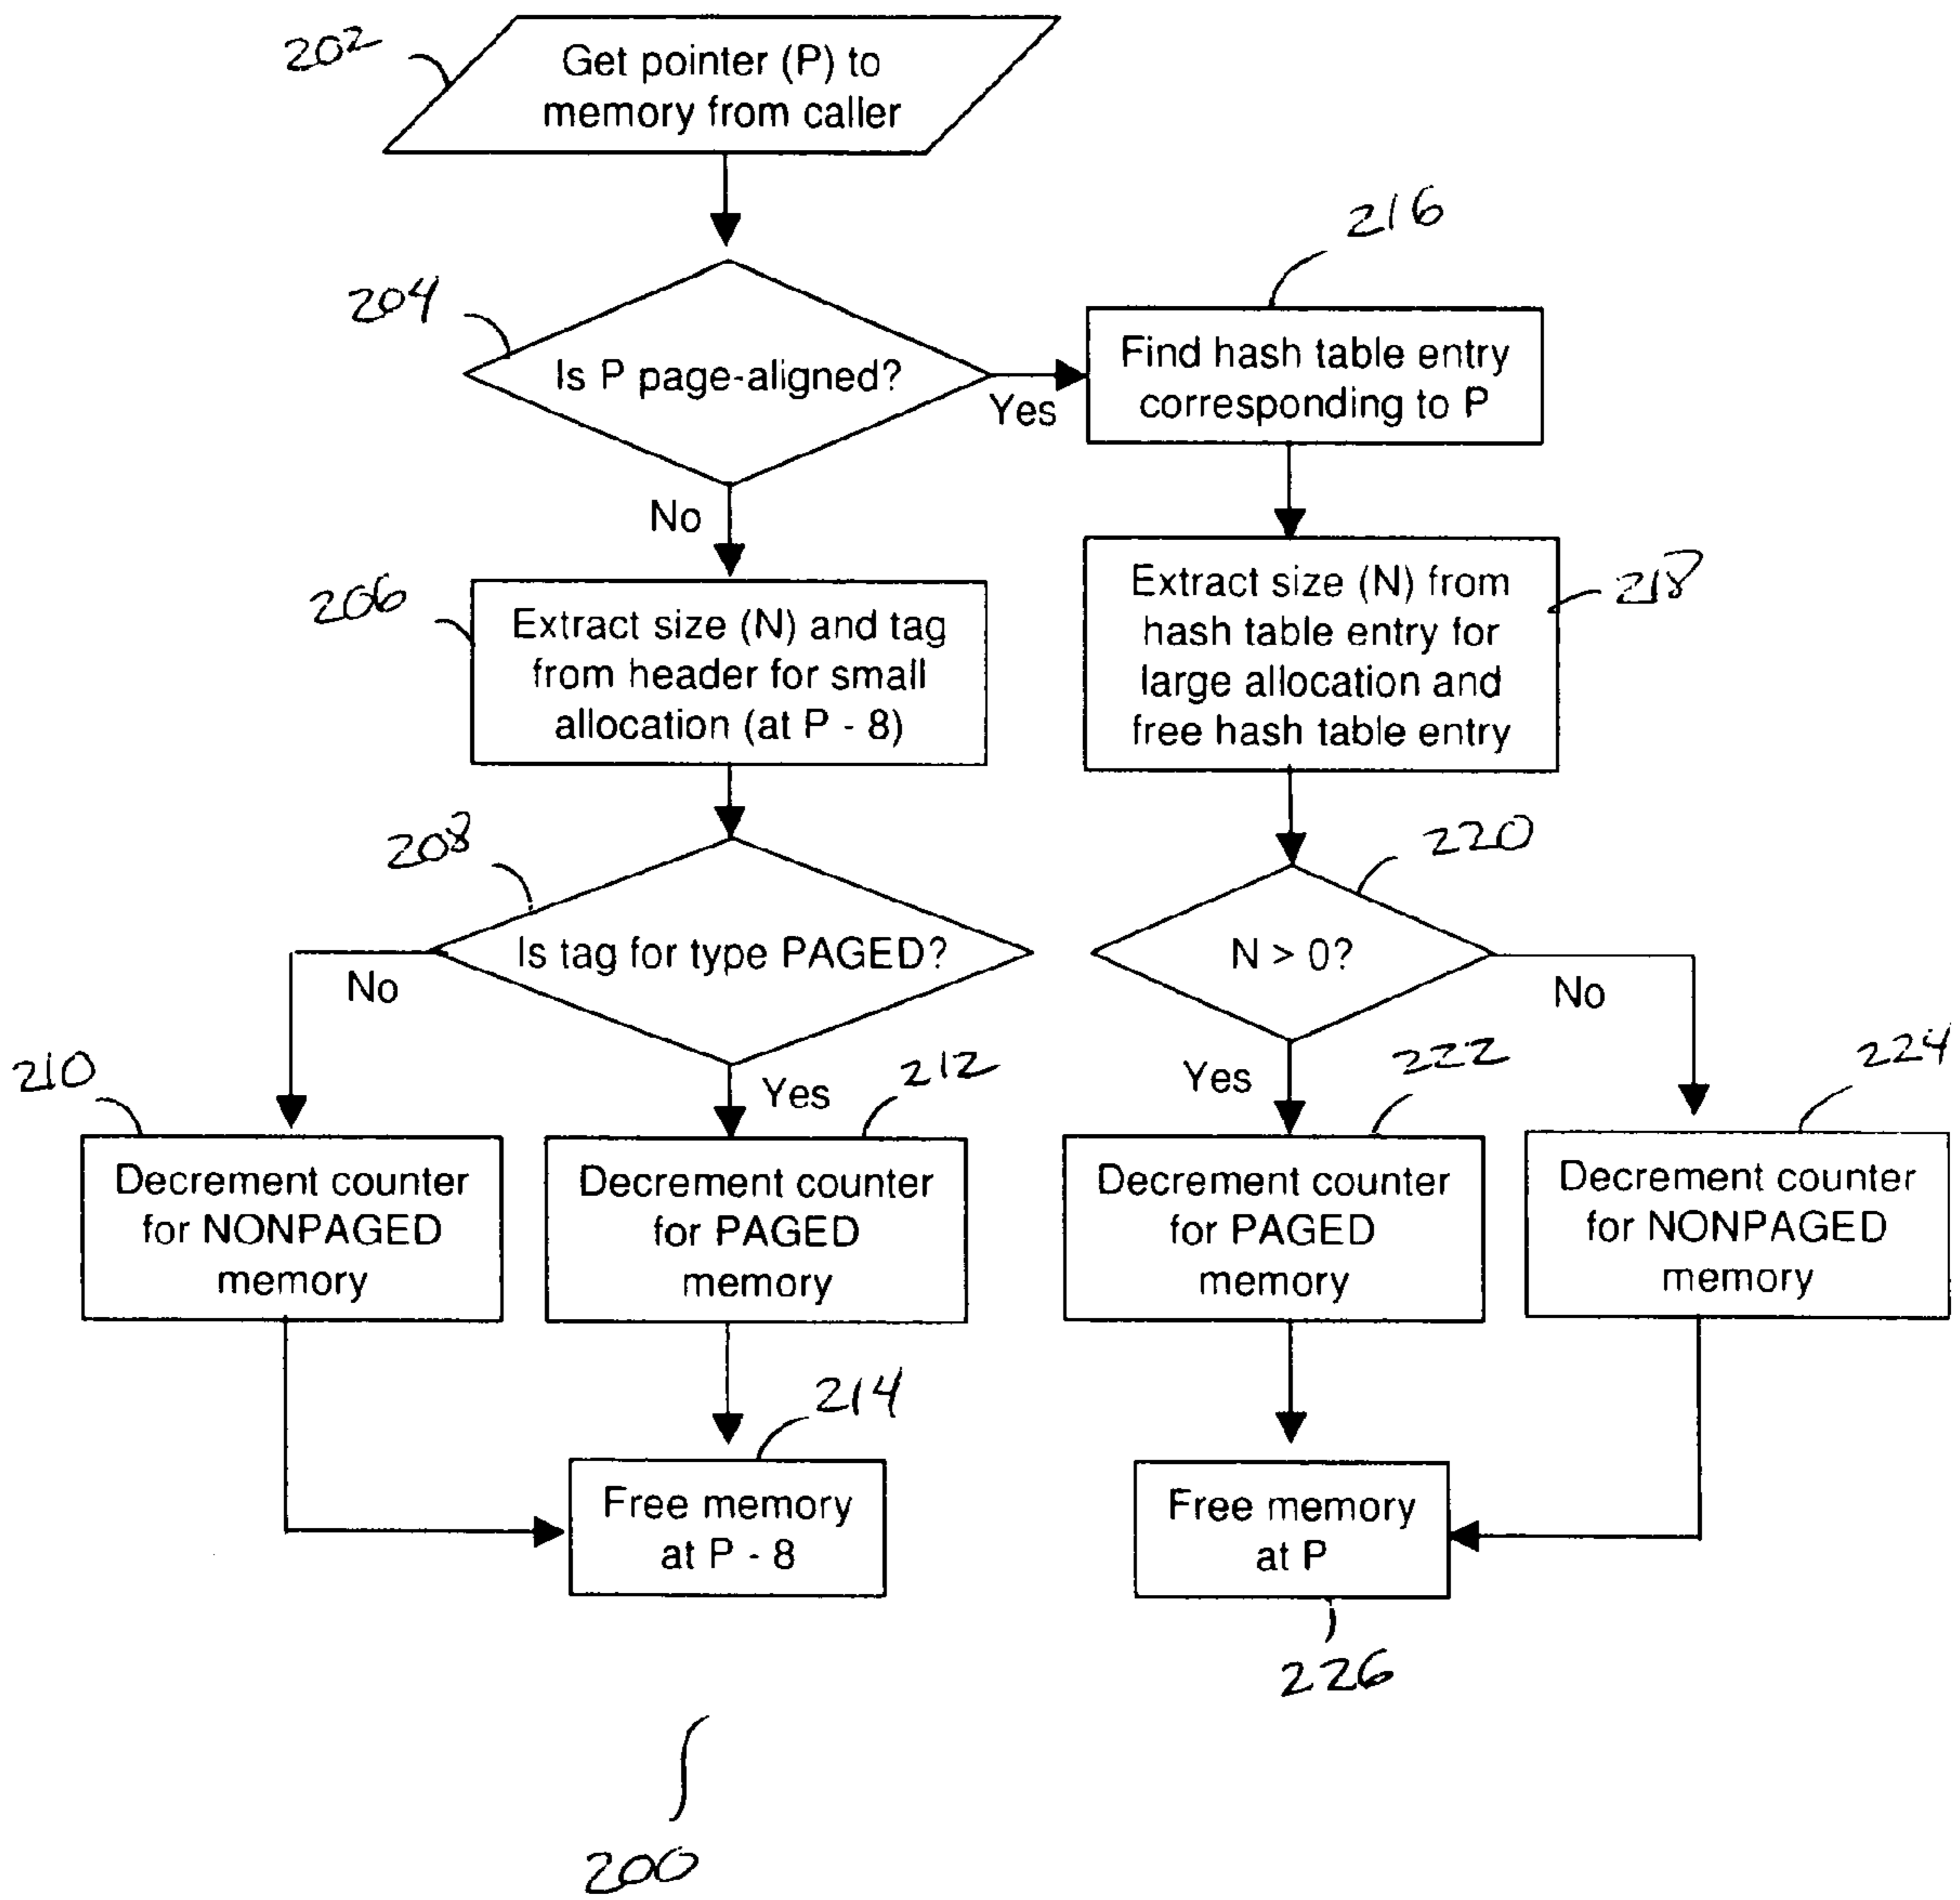 202
Get pointer (P) to
memory from caller
216
204
Is P page-aligned?
Yes
Find hash table entry
corresponding to P
No
206
Extract size (N) and tag
from header for small
allocation (at P - 8)
Extract size (N) from
hash table entry for
large allocation and
free hash table entry
218
208
Is tag for type PAGED?
No
Yes
220
N > 0?
No
Yes
210
Decrement counter
for NONPAGED
memory
212
Decrement counter
for PAGED
memory
222
Decrement counter
for PAGED
memory
224
Decrement counter
for NONPAGED
memory
214
Free memory
at P - 8
Free memory
at P
226
200